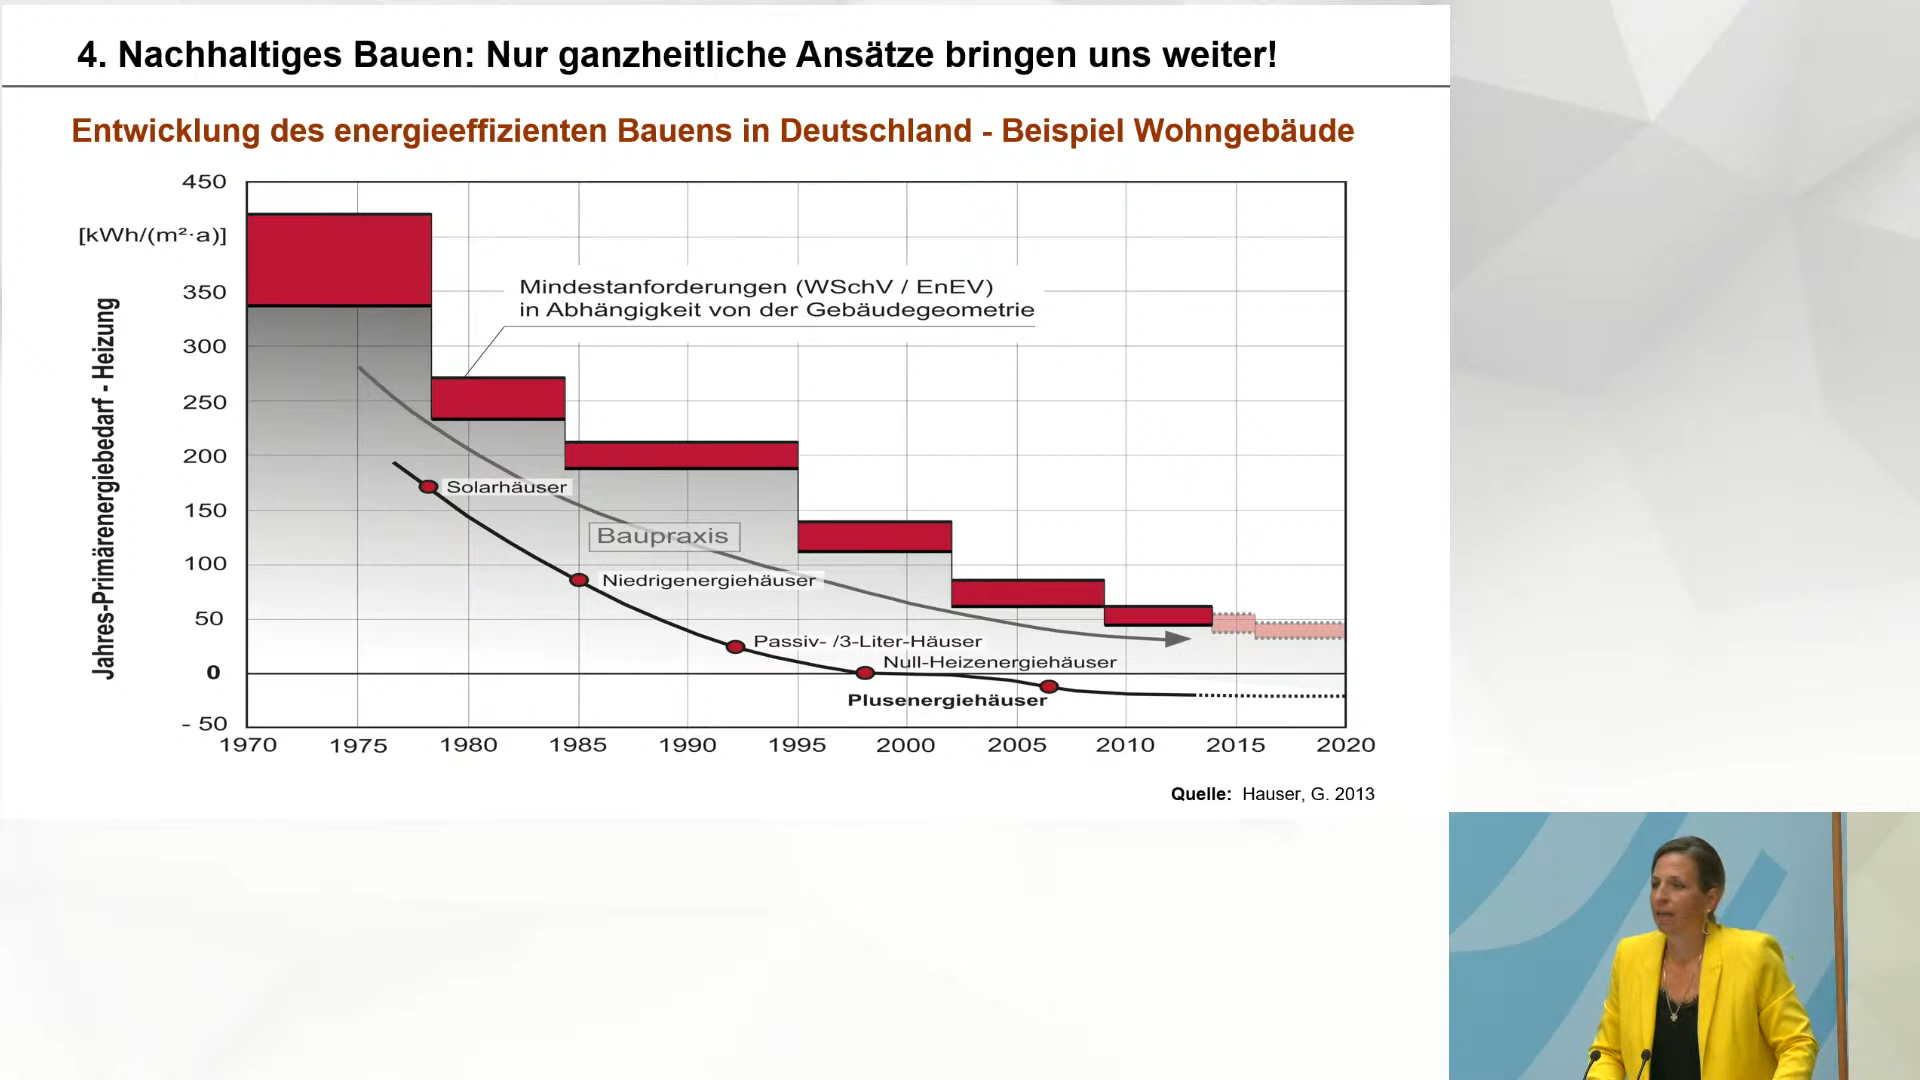 4. Nachhaltiges Bauen: Nur ganzheitliche Ansätze bringen uns weiter!
Entwicklung des energieeffizienten Bauens in Deutschland - Beispiel Wohngebäude
450
[kWh/(m²·a)]
350
300
250
200
150
100
50
0
- 50
Jahres-Primärenergiebedarf - Heizung
Mindestanforderungen (WSchV / EnEV)
in Abhängigkeit von der Gebäudegeometrie
Solarhäuser
Baupraxis
Niedrigenergiehäuser
Passiv- /3-Liter-Häuser
Null-Heizenergiehäuser
Plusenergiehäuser
1970 1975 1980 1985 1990 1995 2000 2005 2010 2015 2020
Quelle: Hauser, G. 2013